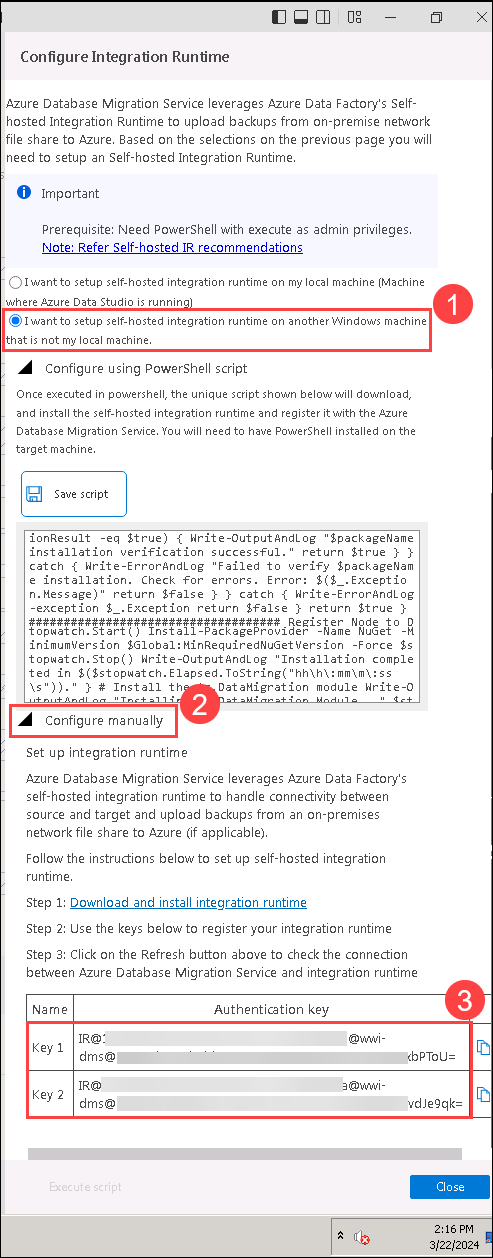 Configure Integration Runtime
Azure Database Migration Service leverages Azure Data Factory's Self-
hosted Integration Runtime to upload backups from on-premise network
file share to Azure. Based on the selections on the previous page you will
need to setup an Self-hosted Integration Runtime.
Important
Prerequisite: Need PowerShell with execute as admin privileges.
Note: Refer Self-hosted IR recommendations
I want to setup self-hosted integration runtime on my local machine (Machine
where Azure Data Studio is running)
1
I want to setup self-hosted integration runtime on another Windows machine
that is not my local machine.
Configure using PowerShell script
Once executed in powershell, the unique script shown below will download,
and install the self-hosted integration runtime and register it with the Azure
Database Migration Service. You will need to have PowerShell installed on the
target machine.
Save script
ionResult -eq $true) { Write-OutputAndLog "$packageName
installation verification successful." return $true } }
catch { Write-ErrorAndLog "Failed to verify $packageNam
e installation. Check for errors. Error: $($_.Exceptio
n.Message)" return $false } } catch { Write-ErrorAndLog
-exception $_.Exception return $false } return $true }
################################ Register Node to D
topwatch.Start() Install-PackageProvider -Name NuGet -M
inimumVersion $Global:MinRequiredNuGetVersion -Force $s
topwatch.Stop() Write-OutputAndLog "Installation comple
ted in $($stopwatch.Elapsed.ToString("hh\h\:mm\m\:ss
\s"))." } # Install the DataMigration module Write-O
utputAndLog "Installing DataMigration Module..." $st
2
Configure manually
Set up integration runtime
Azure Database Migration Service leverages Azure Data Factory's
self-hosted integration runtime to handle connectivity between
source and target and upload backups from an on-premises
network file share to Azure (if applicable).
Follow the instructions below to set up self-hosted integration
runtime.
Step 1: Download and install integration runtime
Step 2: Use the keys below to register your integration runtime
Step 3: Click on the Refresh button above to check the connection
between Azure Database Migration Service and integration runtime
3
Name Authentication key
Key 1 IR@ @wwi-
dms@ bPToU=
Key 2 IR@ a@wwi-
dms@ vdJe9qk=
Execute script Close
2:16 PM
3/22/2024